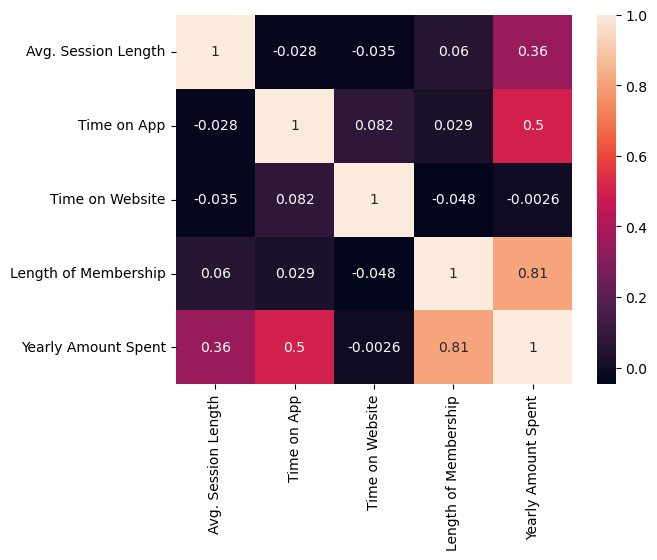 Avg. Session Length 1 -0.028 -0.035 0.06 0.36
Time on App -0.028 1 0.082 0.029 0.5
Time on Website -0.035 0.082 1 -0.048 -0.0026
Length of Membership 0.06 0.029 -0.048 1 0.81
Yearly Amount Spent 0.36 0.5 -0.0026 0.81 1
Avg. Session Length
Time on App
Time on Website
Length of Membership
Yearly Amount Spent
1.0
0.8
0.6
0.4
0.2
0.0